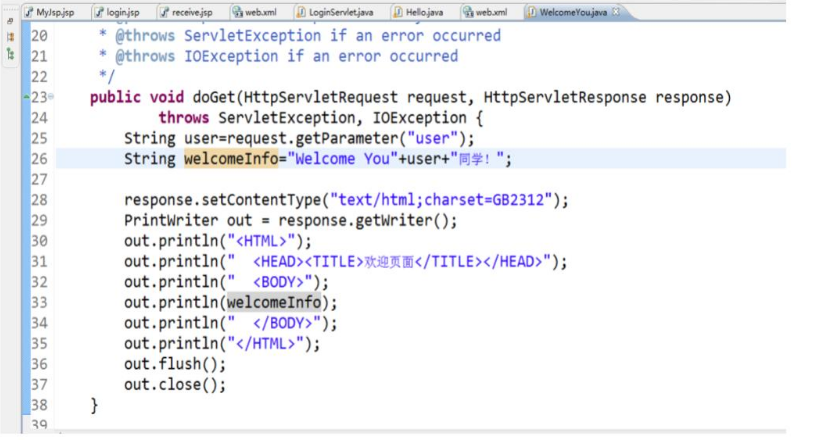 MyJsp.jsp login.jsp receive.jsp web.xml LoginServlet.java Hello.java web.xml WelcomeYou.java
20 * @throws ServletException if an error occurred
21 * @throws IOException if an error occurred
22 */
23 public void doGet(HttpServletRequest request, HttpServletResponse response)
24 throws ServletException, IOException {
25 String user=request.getParameter("user");
26 String welcomeInfo="Welcome You"+user+"同学! ";
27
28 response.setContentType("text/html;charset=GB2312");
29 PrintWriter out = response.getWriter();
30 out.println("<HTML>");
31 out.println("  <HEAD><TITLE>欢迎页面</TITLE></HEAD>");
32 out.println("  <BODY>");
33 out.println(welcomeInfo);
34 out.println("  </BODY>");
35 out.println("</HTML>");
36 out.flush();
37 out.close();
38 }
39